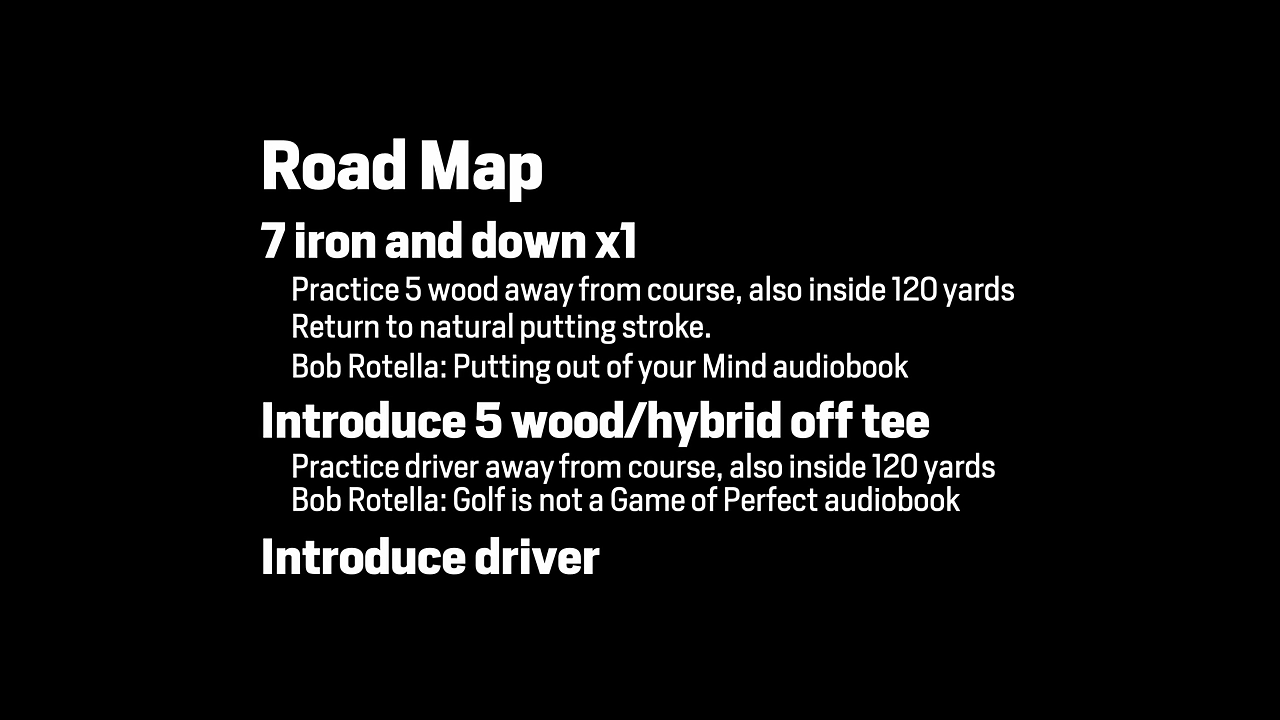 Road Map
7 iron and down x1
Practice 5 wood away from course, also inside 120 yards
Return to natural putting stroke.
Bob Rotella: Putting out of your Mind audiobook
Introduce 5 wood/hybrid off tee
Practice driver away from course, also inside 120 yards
Bob Rotella: Golf is not a Game of Perfect audiobook
Introduce driver